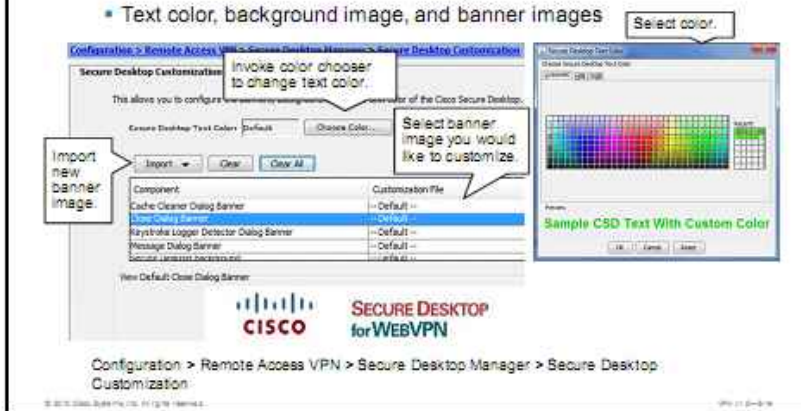 Text color, background image, and banner images
Select color.
Configuration > Remote Access VPN > Secure Desktop Manager > Secure Desktop Customization
Secure Desktop Customization
Invoke color chooser
to change text color.
This allows you to configure the
color of the Cisco Secure Desktop.
Secure Desktop Text Color: Default
Choose Color...
Select banner
image you would
like to customize.
Import
new
banner
image.
Import
Clear
Clear All
Component
Customization File
Cache Cleaner Dialog Banner
-- Default --
Close Dialog Banner
-- Default --
Keystroke Logger Detector Dialog Banner
-- Default --
Message Dialog Banner
-- Default --
Secure Desktop Background
-- Default --
View Default Close Dialog Banner
CISCO
SECURE DESKTOP
for WEBVPN
Secure Desktop Text Color
Sample CSD Text With Custom Color
OK
Cancel
Reset
Configuration > Remote Access VPN > Secure Desktop Manager > Secure Desktop
Customization